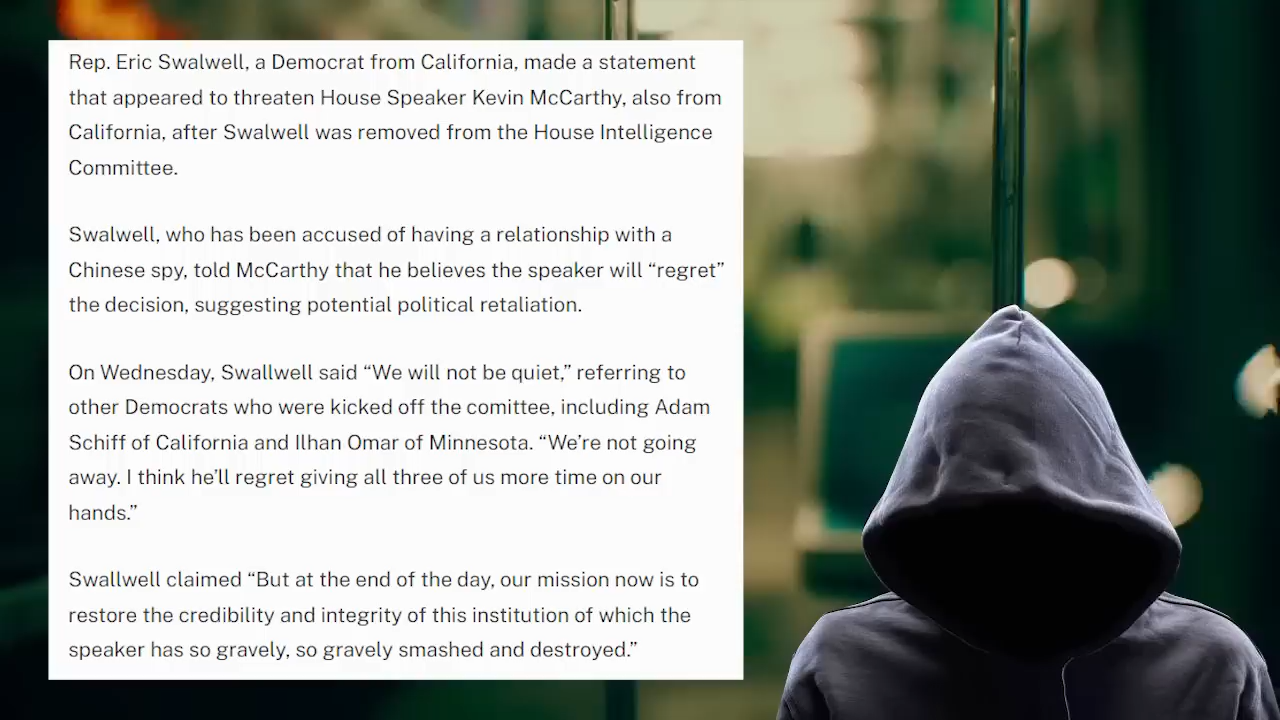 Rep. Eric Swalwell, a Democrat from California, made a statement
that appeared to threaten House Speaker Kevin McCarthy, also from
California, after Swalwell was removed from the House Intelligence
Committee.
Swalwell, who has been accused of having a relationship with a
Chinese spy, told McCarthy that he believes the speaker will “regret”
the decision, suggesting potential political retaliation.
On Wednesday, Swallwell said “We will not be quiet,” referring to
other Democrats who were kicked off the comittee, including Adam
Schiff of California and Ilhan Omar of Minnesota. “We’re not going
away. I think he’ll regret giving all three of us more time on our
hands.”
Swallwell claimed “But at the end of the day, our mission now is to
restore the credibility and integrity of this institution of which the
speaker has so gravely, so gravely smashed and destroyed.”